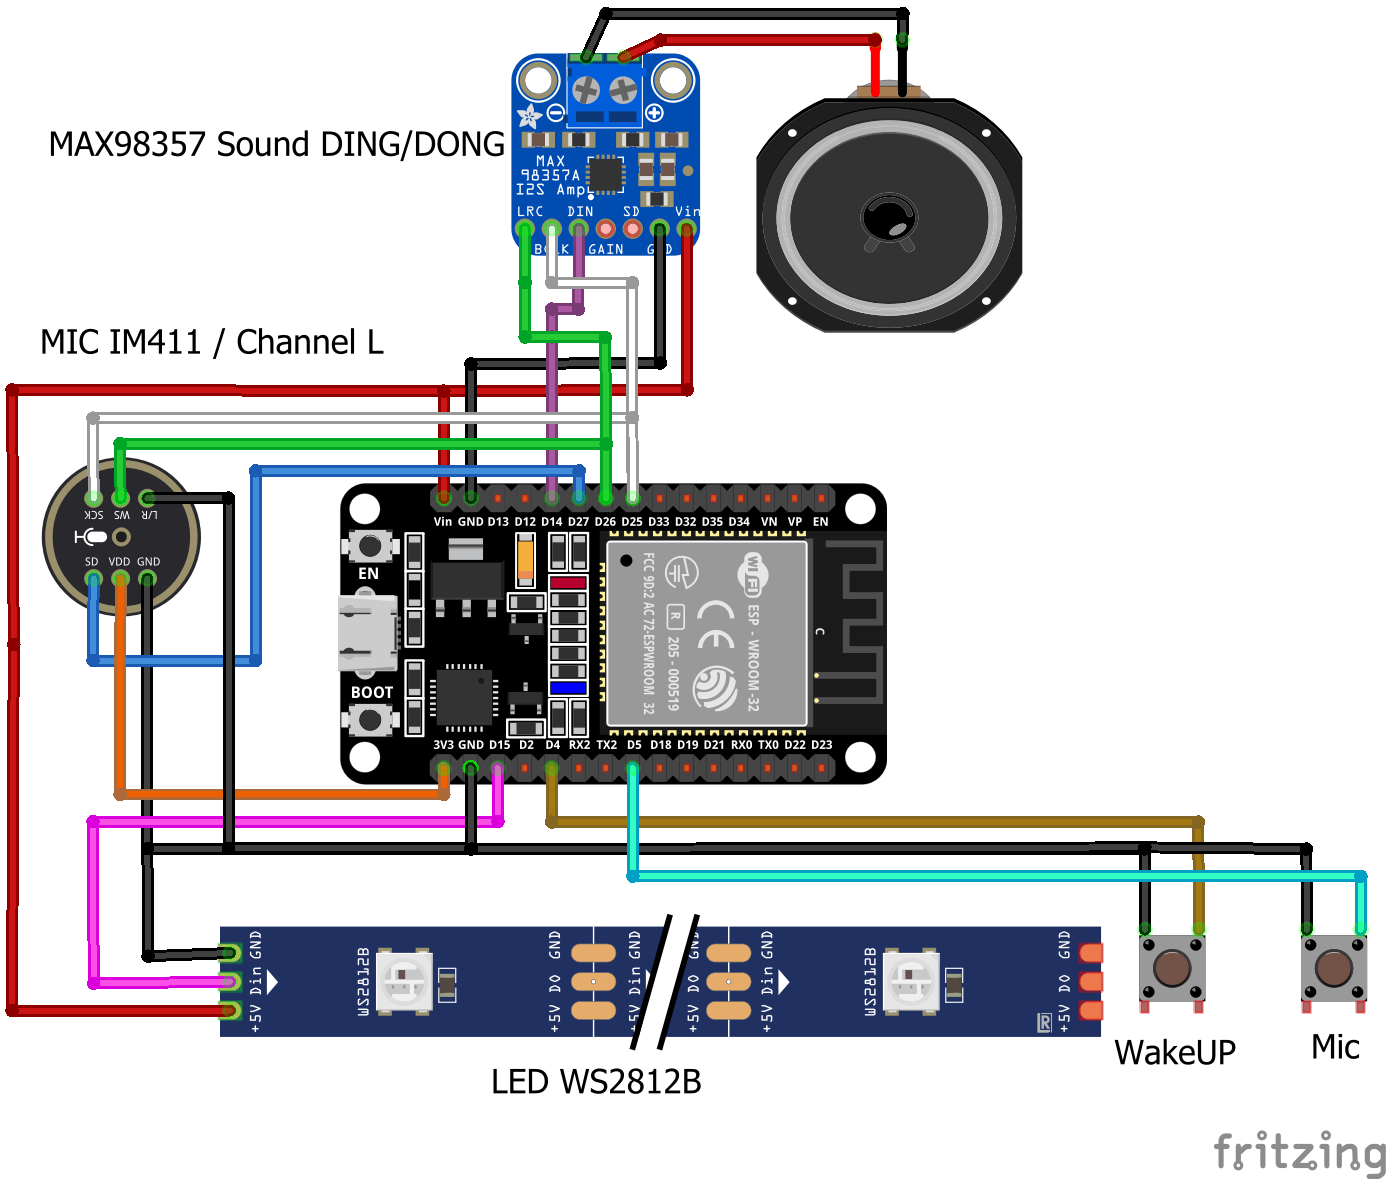 MAX98357 Sound DING/DONG
MAX
98357A
I2S Amp
LRC DIN SD Vin
BCLK GAIN GND
MIC IM411 / Channel L
SCK WS L/R
SD VDD GND
Vin GND D13 D12 D14 D27 D26 D25 D33 D32 D35 D34 VN VP EN
EN
BOOT
FCC 9D:2 AC 72-ESPWROOM 32
R
205 - 000519
CE
WiFi
ESP - WROOM -32
C
3V3 GND D15 D2 D4 RX2 TX2 D5 D18 D19 D21 RX0 TX0 D22 D23
+5V Din GND
WS2812B
+5V DO GND
+5V Din GND
+5V DO GND
+5V Din GND
WS2812B
+5V DO GND
WakeUP
Mic
LED WS2812B
fritzing